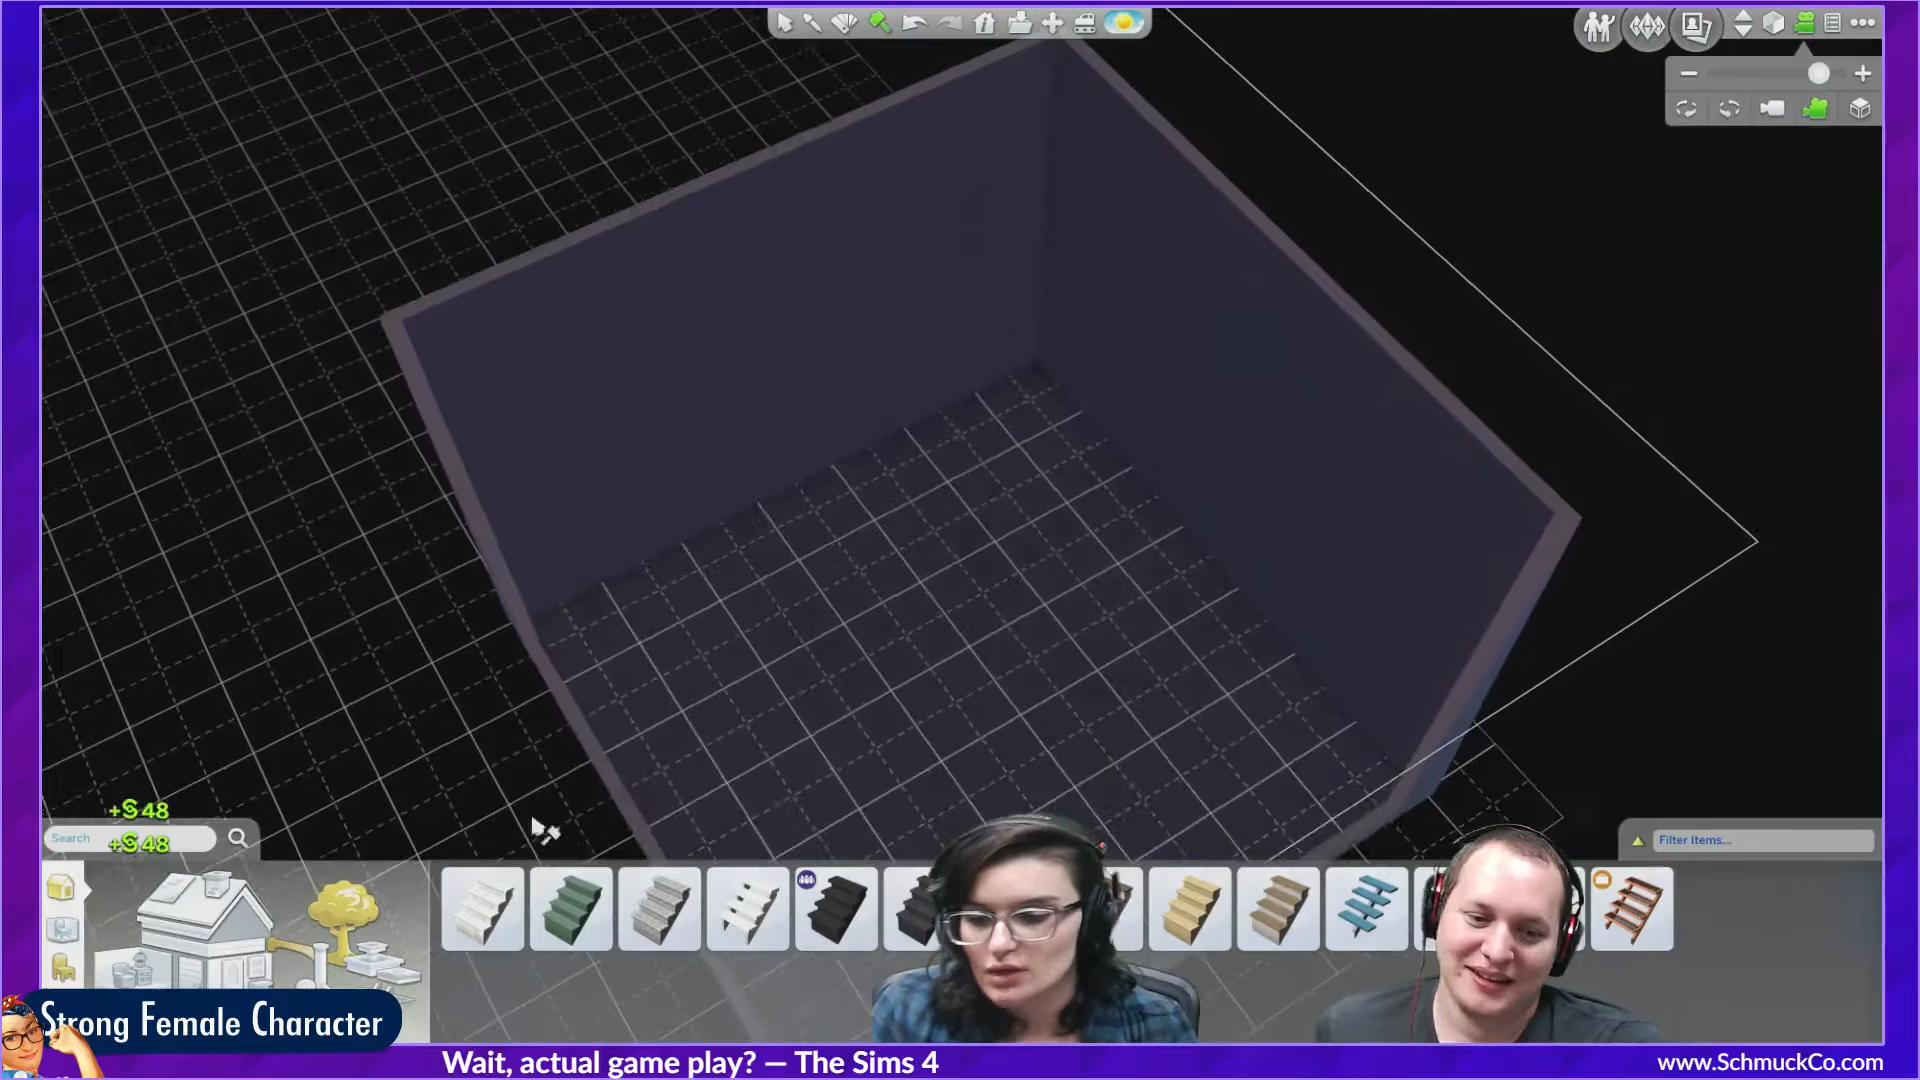 +§48
Search
+§48
Filter Items...
Strong Female Character
Wait, actual game play? — The Sims 4
www.SchmuckCo.com